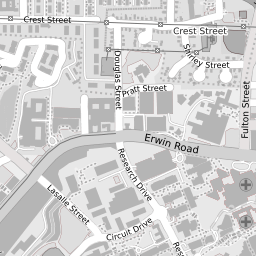 Crest Street
Crest Street
Shirley Street
Douglas Street
Pratt Street
Fulton Street
Erwin Road
Research Drive
Lasalle Street
Circuit Drive
Rese